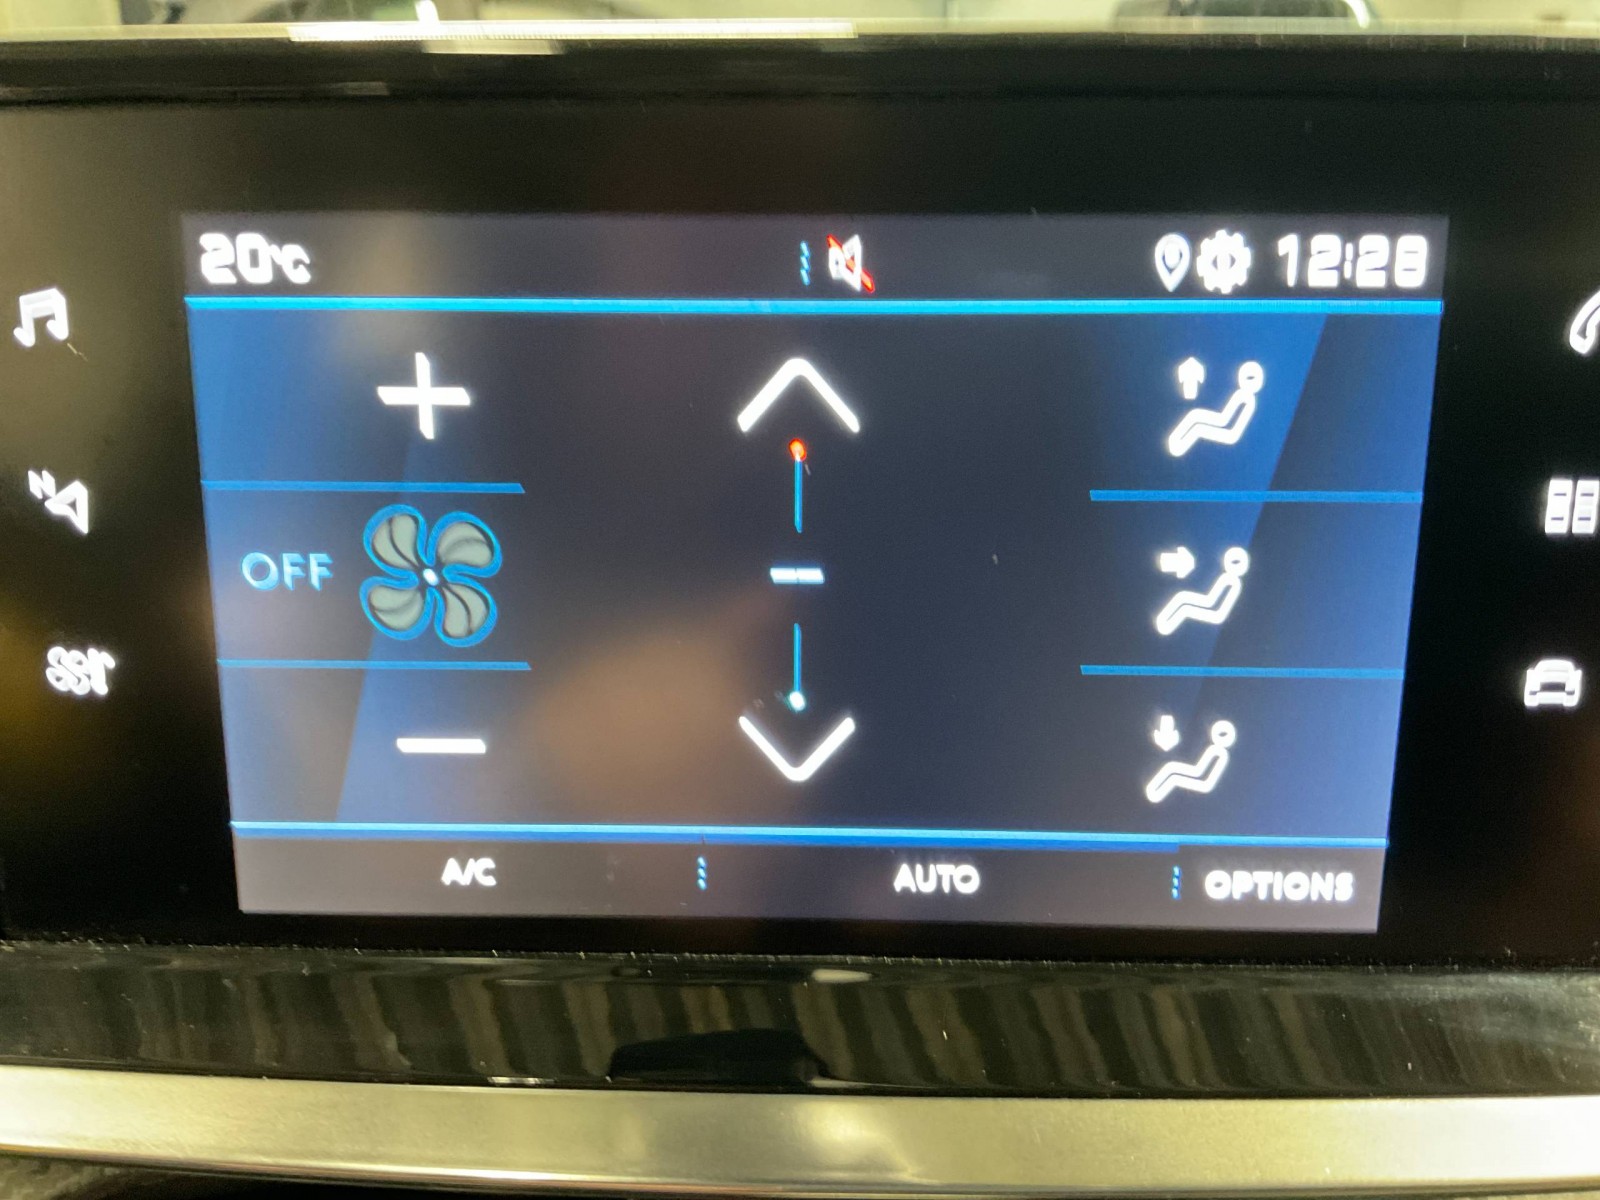 20°C
12:28
N
OFF
--
A/C
AUTO
OPTIONS